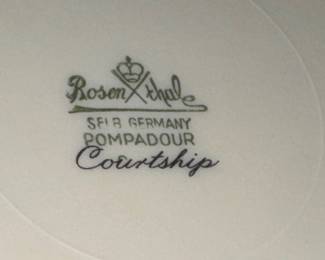 Rosenthal
SELB GERMANY
POMPADOUR
Courtship